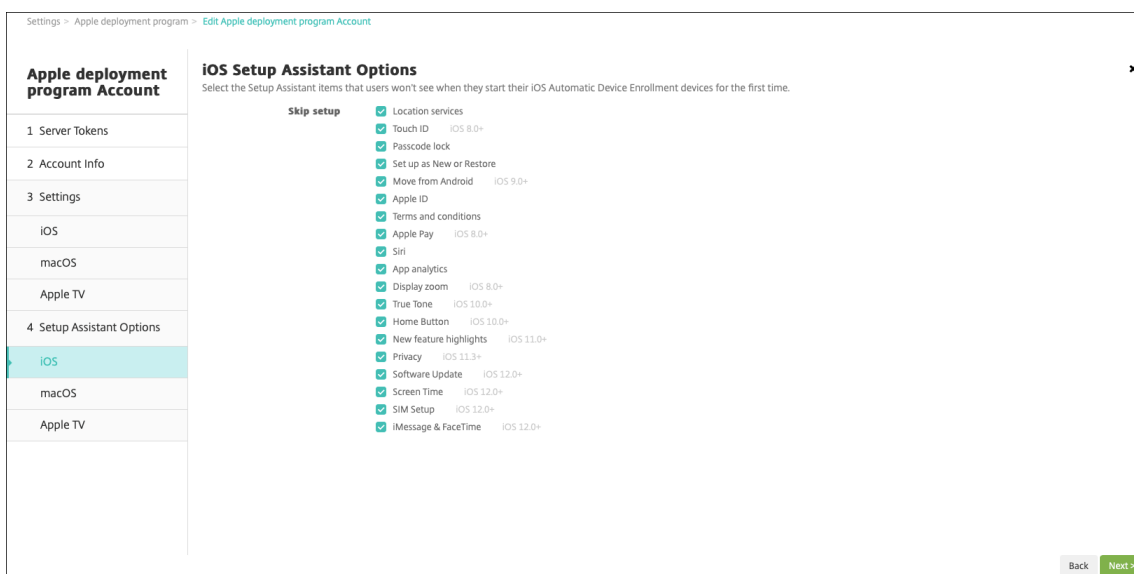 Settings > Apple deployment program > Edit Apple deployment program Account
Apple deployment
program Account
1 Server Tokens
2 Account Info
3 Settings
iOS
macOS
Apple TV
4 Setup Assistant Options
iOS
macOS
Apple TV
iOS Setup Assistant Options
Select the Setup Assistant items that users won't see when they start their iOS Automatic Device Enrollment devices for the first time.
Skip setup
Location services
Touch ID iOS 8.0+
Passcode lock
Set up as New or Restore
Move from Android iOS 9.0+
Apple ID
Terms and conditions
Apple Pay iOS 8.0+
Siri
App analytics
Display zoom iOS 8.0+
True Tone iOS 10.0+
Home Button iOS 10.0+
New feature highlights iOS 11.0+
Privacy iOS 11.3+
Software Update iOS 12.0+
Screen Time iOS 12.0+
SIM Setup iOS 12.0+
iMessage & FaceTime iOS 12.0+
Back Next >